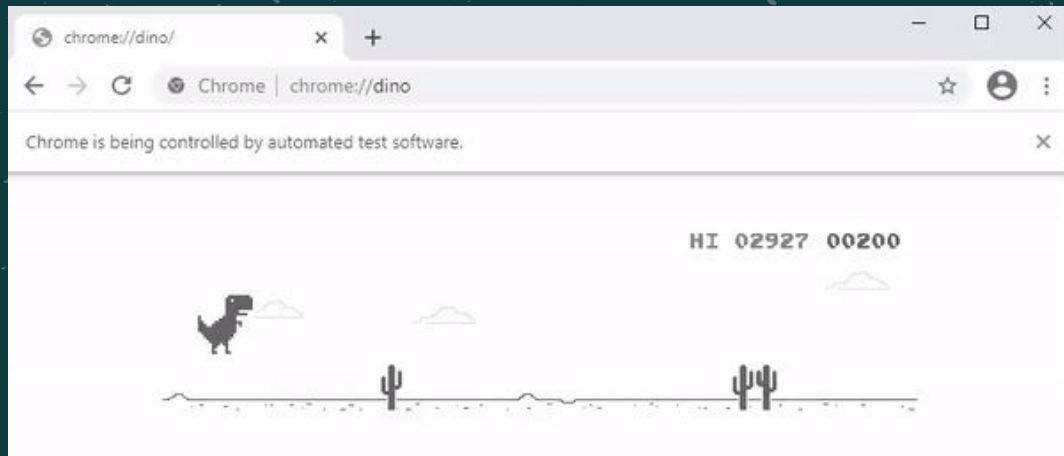 chrome://dino/
Chrome | chrome://dino
Chrome is being controlled by automated test software.
HI 02927 00200